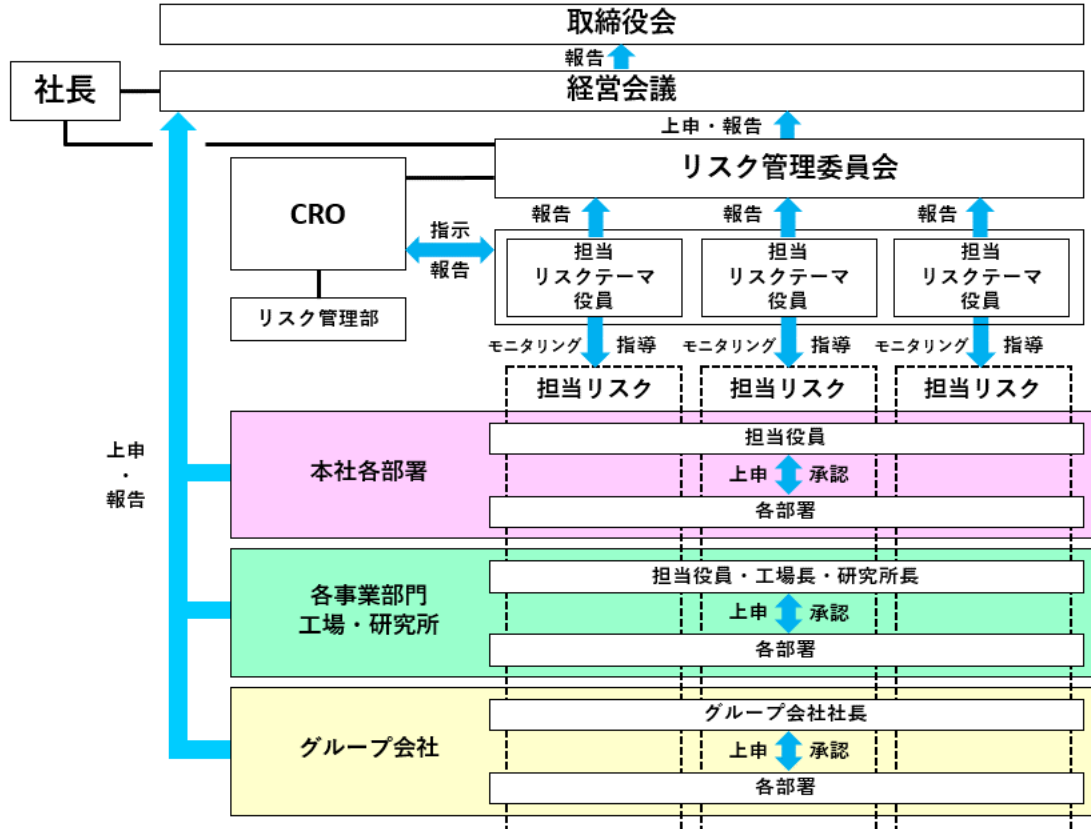 取締役会
報告
社長
経営会議
上申・報告
リスク管理委員会
CRO
報告
報告
報告
指示
報告
担当
リスクテーマ
役員
担当
リスクテーマ
役員
担当
リスクテーマ
役員
リスク管理部
モニタリング
指導
モニタリング
指導
モニタリング
指導
担当リスク
担当リスク
担当リスク
上申
・
報告
本社各部署
担当役員
上申
承認
各部署
各事業部門
工場・研究所
担当役員・工場長・研究所長
上申
承認
各部署
グループ会社
グループ会社社長
上申
承認
各部署